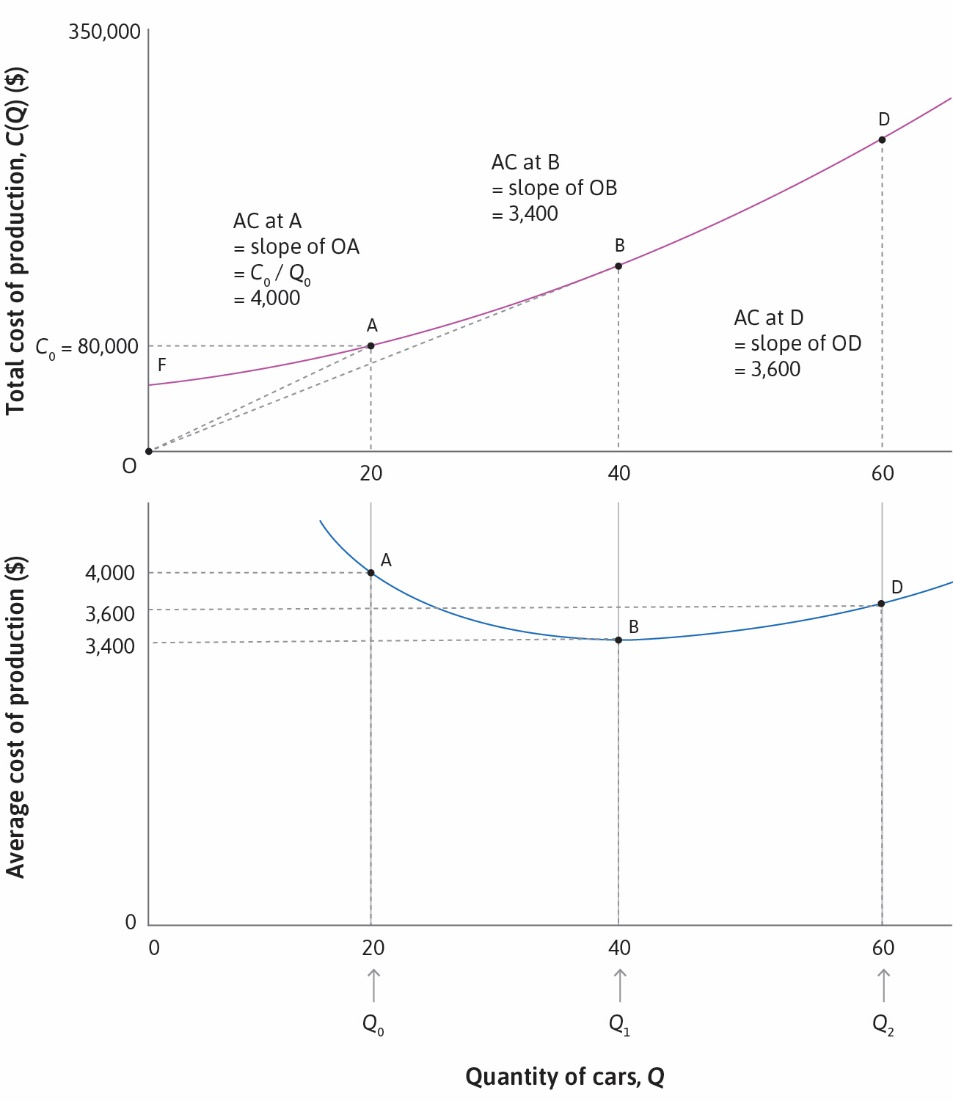 350,000
Total cost of production, C(Q) ($)
D
AC at B
= slope of OB
= 3,400
AC at A
= slope of OA
= C₀ / Q₀
= 4,000
B
AC at D
= slope of OD
= 3,600
A
C₀ = 80,000
F
O
20
40
60
Average cost of production ($)
A
4,000
D
3,600
B
3,400
0
0
20
40
60
Q₀
Q₁
Q₂
Quantity of cars, Q